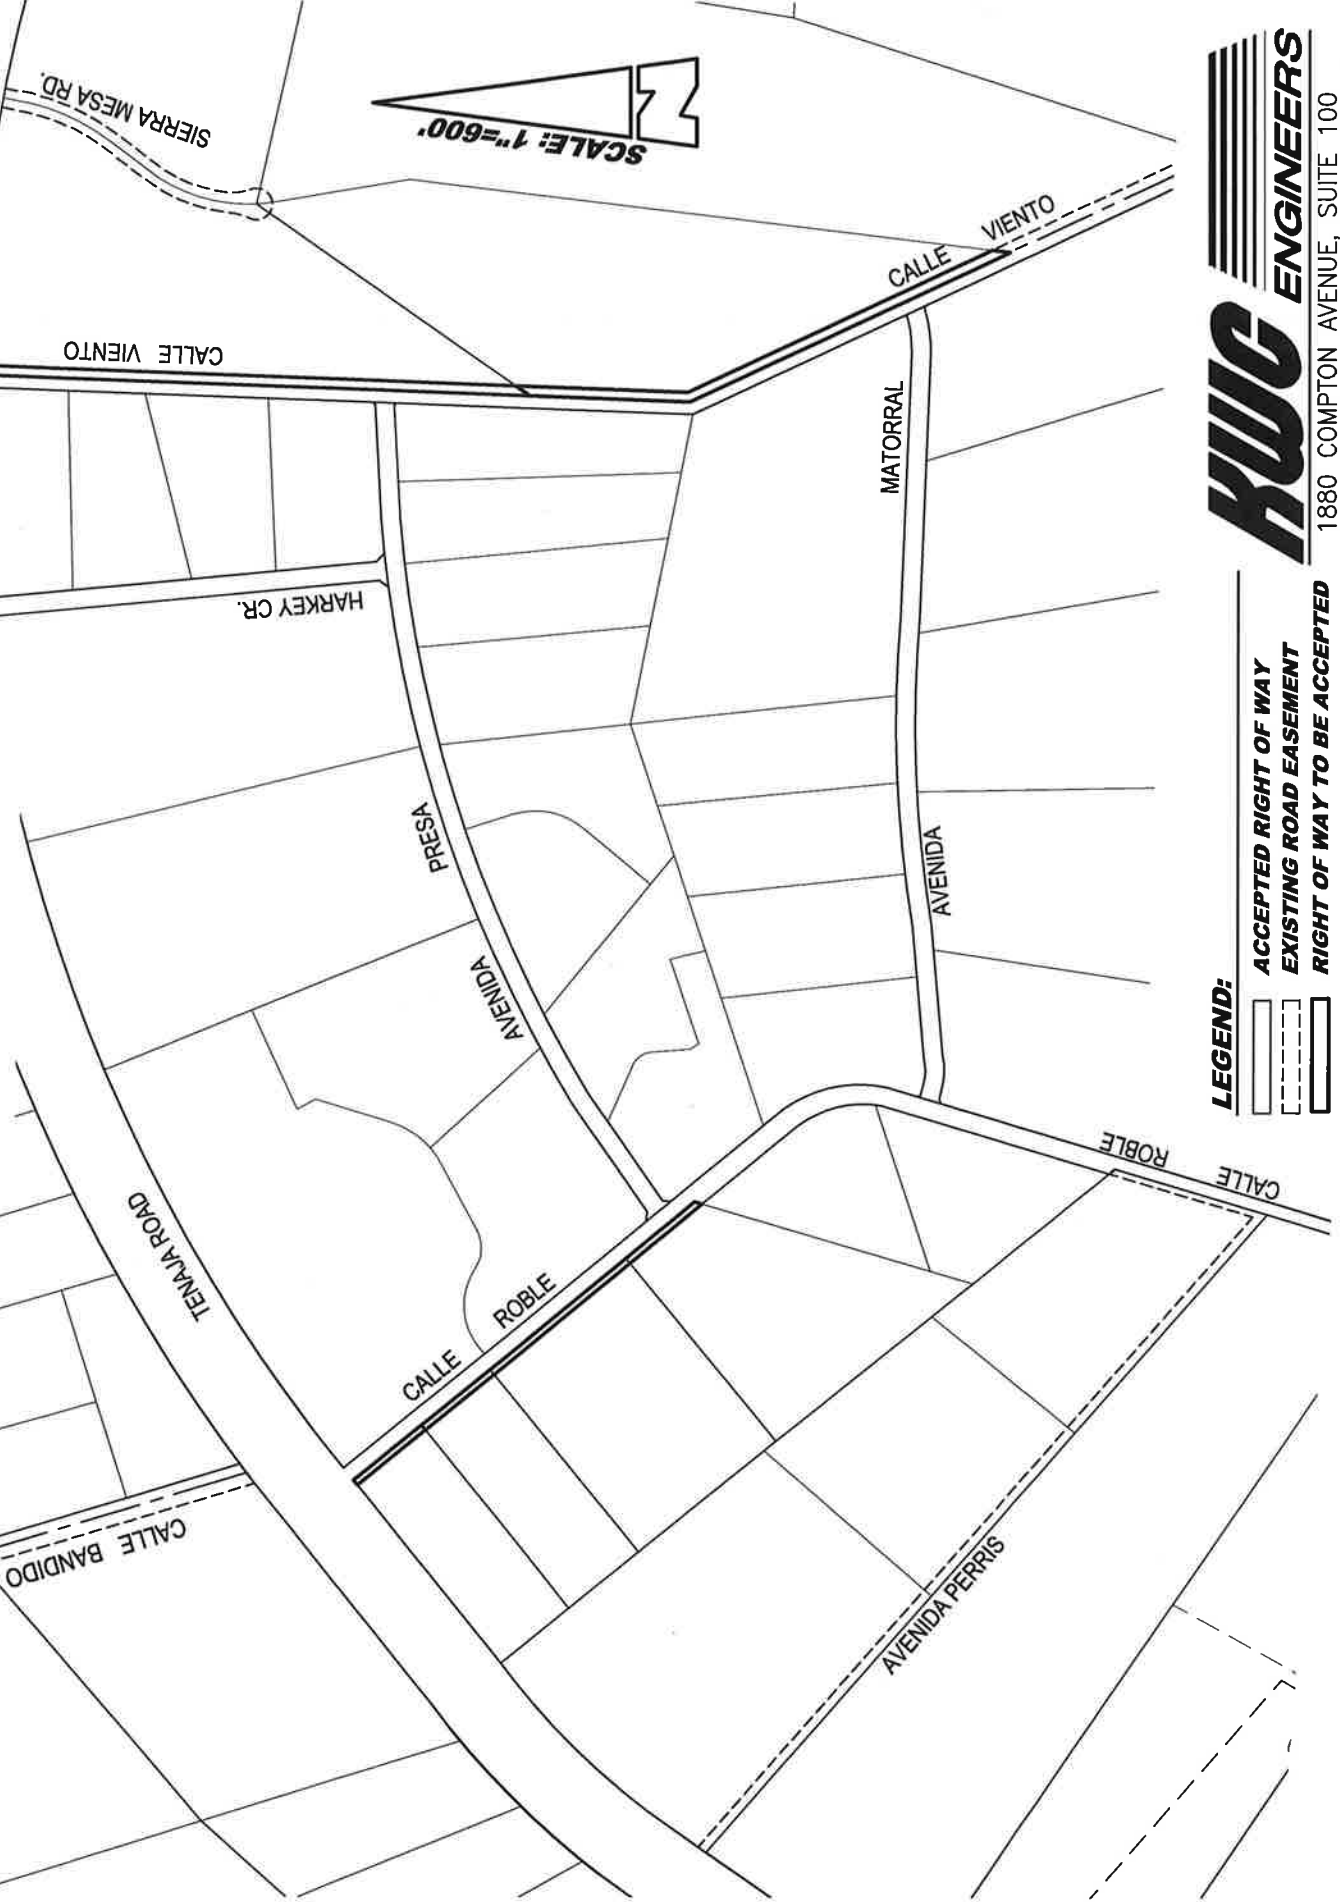 SIERRA MESA RD.
SCALE: 1"=600'
N
CALLE VIENTO
CALLE VIENTO
HARKEY CR.
MATORRAL
AVENIDA
AVENIDA PRESA
TENAJA ROAD
CALLE ROBLE
CALLE ROBLE
CALLE BANDIDO
AVENIDA PERRIS
LEGEND:
ACCEPTED RIGHT OF WAY
EXISTING ROAD EASEMENT
RIGHT OF WAY TO BE ACCEPTED
KWC ENGINEERS
1880 COMPTON AVENUE, SUITE 100